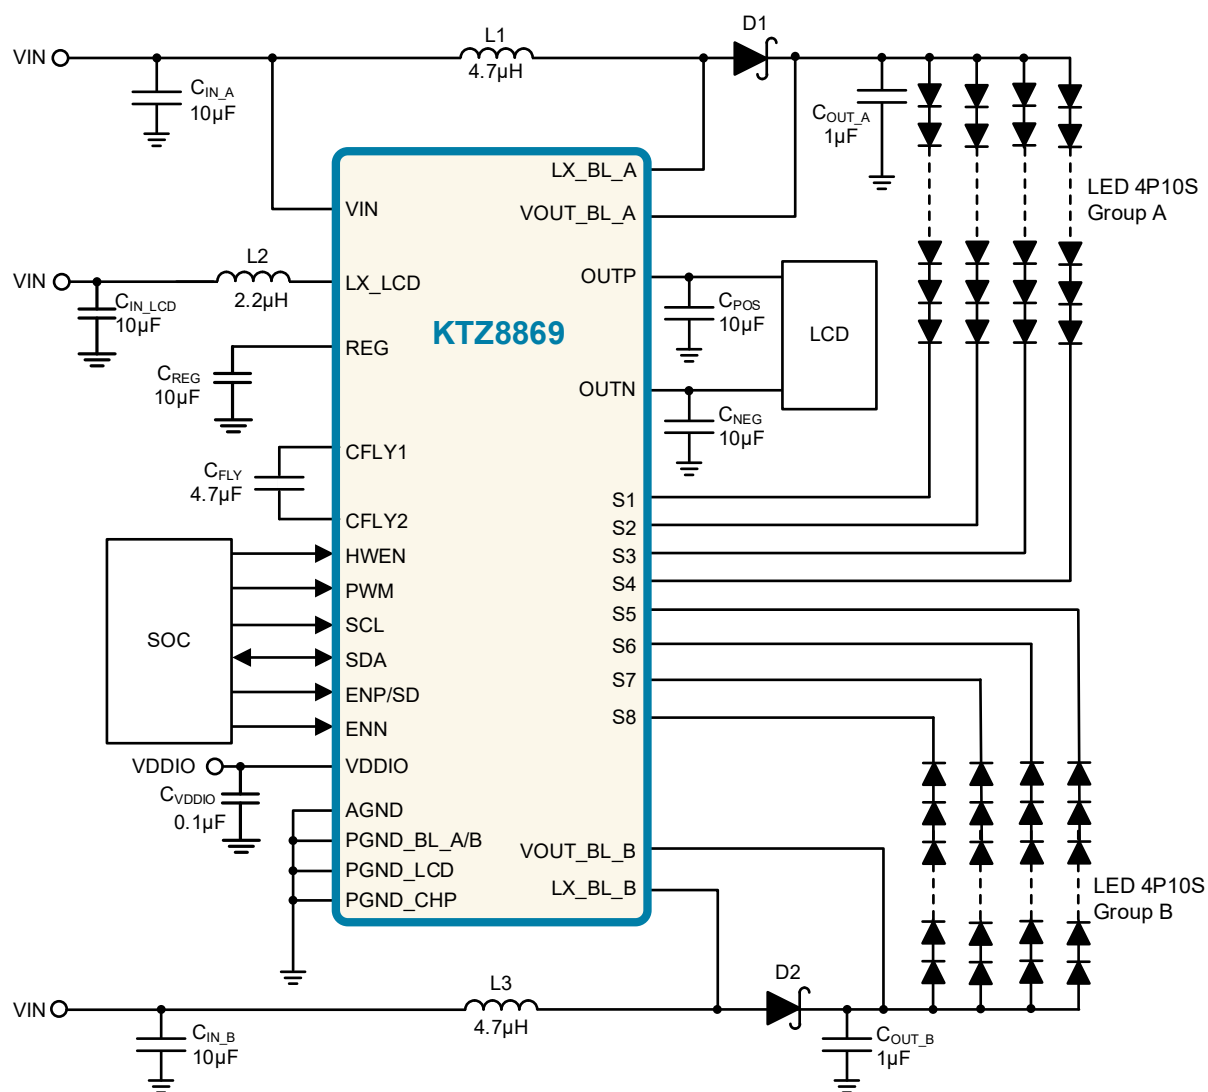 D1
L1
VIN
4.7µH
CIN_A
10µF
COUT_A
1µF
LED 4P10S
Group A
LX_BL_A
VIN
VOUT_BL_A
L2
VIN
LX_LCD
OUTP
2.2µH
CIN_LCD
10µF
CPOS
10µF
KTZ8869
LCD
REG
CREG
10µF
OUTN
CNEG
10µF
CFLY1
CFLY
4.7µF
CFLY2
S1
S2
S3
S4
S5
S6
S7
S8
SOC
HWEN
PWM
SCL
SDA
ENP/SD
ENN
VDDIO
VDDIO
CVDDIO
0.1µF
AGND
PGND_BL_A/B
PGND_LCD
PGND_CHP
VOUT_BL_B
LX_BL_B
LED 4P10S
Group B
D2
L3
VIN
4.7µH
CIN_B
10µF
COUT_B
1µF